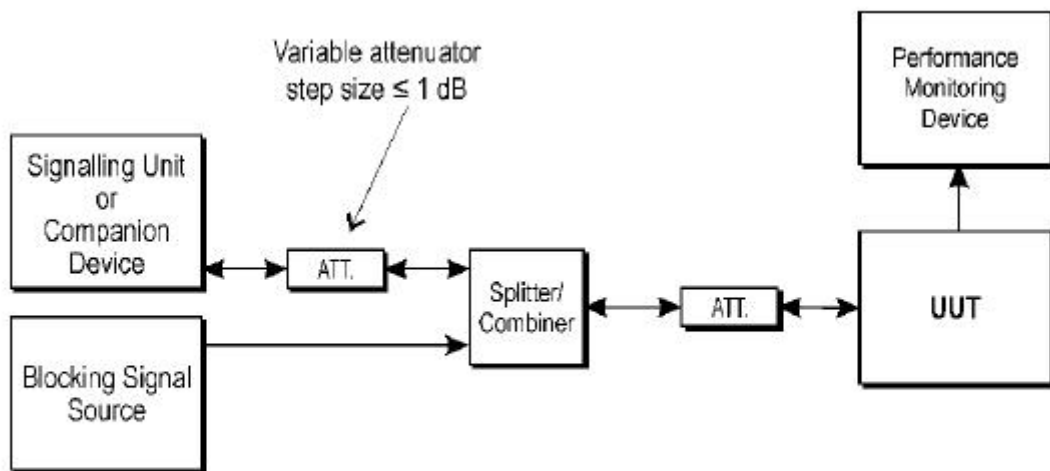 Variable attenuator
step size ≤ 1 dB
Performance
Monitoring
Device
Signalling Unit
or
Companion
Device
ATT.
Splitter/
Combiner
ATT.
UUT
Blocking Signal
Source